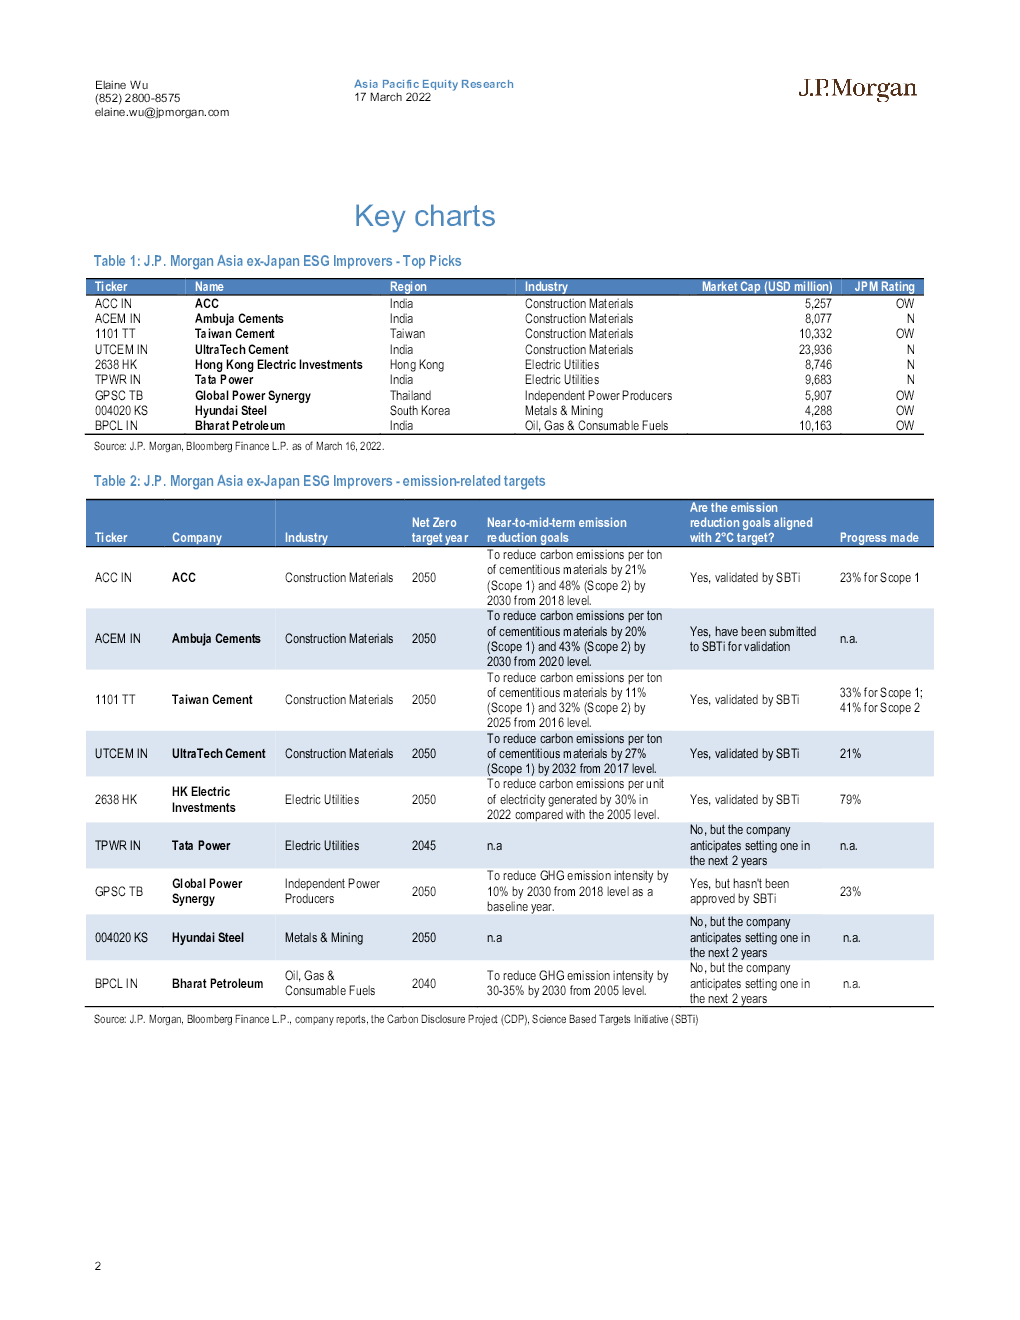 Elaine Wu
(852) 2800-8575
elaine.wu@jpmorgan.com
Asia Pacific Equity Research
17 March 2022
J.P.Morgan
Key charts
Table 1: J.P. Morgan Asia ex-Japan ESG Improvers - Top Picks
Ticker Name Region Industry Market Cap (USD million) JPM Rating
ACC IN ACC India Construction Materials 5,257 OW
ACEM IN Ambuja Cements India Construction Materials 8,077 N
1101 TT Taiwan Cement Taiwan Construction Materials 10,332 OW
UTCEM IN UltraTech Cement India Construction Materials 23,936 N
2638 HK Hong Kong Electric Investments Hong Kong Electric Utilities 8,746 N
TPWR IN Tata Power India Electric Utilities 9,683 N
GPSC TB Global Power Synergy Thailand Independent Power Producers 5,907 OW
004020 KS Hyundai Steel South Korea Metals & Mining 4,288 OW
BPCL IN Bharat Petroleum India Oil, Gas & Consumable Fuels 10,163 OW
Source: J.P. Morgan, Bloomberg Finance L.P. as of March 16, 2022.
Table 2: J.P. Morgan Asia ex-Japan ESG Improvers - emission-related targets
Are the emission
Net Zero Near-to-mid-term emission reduction goals aligned
Ticker Company Industry target year reduction goals with 2°C target? Progress made
To reduce carbon emissions per ton
of cementitious materials by 21%
ACC IN ACC Construction Materials 2050 (Scope 1) and 48% (Scope 2) by Yes, validated by SBTi 23% for Scope 1
2030 from 2018 level.
To reduce carbon emissions per ton
of cementitious materials by 20% Yes, have been submitted
ACEM IN Ambuja Cements Construction Materials 2050 (Scope 1) and 43% (Scope 2) by to SBTi for validation n.a.
2030 from 2020 level.
To reduce carbon emissions per ton
of cementitious materials by 11% 33% for Scope 1;
1101 TT Taiwan Cement Construction Materials 2050 (Scope 1) and 32% (Scope 2) by Yes, validated by SBTi 41% for Scope 2
2025 from 2016 level.
To reduce carbon emissions per ton
UTCEM IN UltraTech Cement Construction Materials 2050 of cementitious materials by 27% Yes, validated by SBTi 21%
(Scope 1) by 2032 from 2017 level.
HK Electric To reduce carbon emissions per unit
2638 HK Investments Electric Utilities 2050 of electricity generated by 30% in Yes, validated by SBTi 79%
2022 compared with the 2005 level.
No, but the company
TPWR IN Tata Power Electric Utilities 2045 n.a anticipates setting one in n.a.
the next 2 years
Global Power Independent Power To reduce GHG emission intensity by Yes, but hasn't been
GPSC TB Synergy Producers 2050 10% by 2030 from 2018 level as a approved by SBTi 23%
baseline year.
No, but the company
004020 KS Hyundai Steel Metals & Mining 2050 n.a anticipates setting one in n.a.
the next 2 years
Oil, Gas & To reduce GHG emission intensity by No, but the company
BPCL IN Bharat Petroleum Consumable Fuels 2040 30-35% by 2030 from 2005 level. anticipates setting one in n.a.
the next 2 years
Source: J.P. Morgan, Bloomberg Finance L.P., company reports, the Carbon Disclosure Project (CDP), Science Based Targets Initiative (SBTi)
2